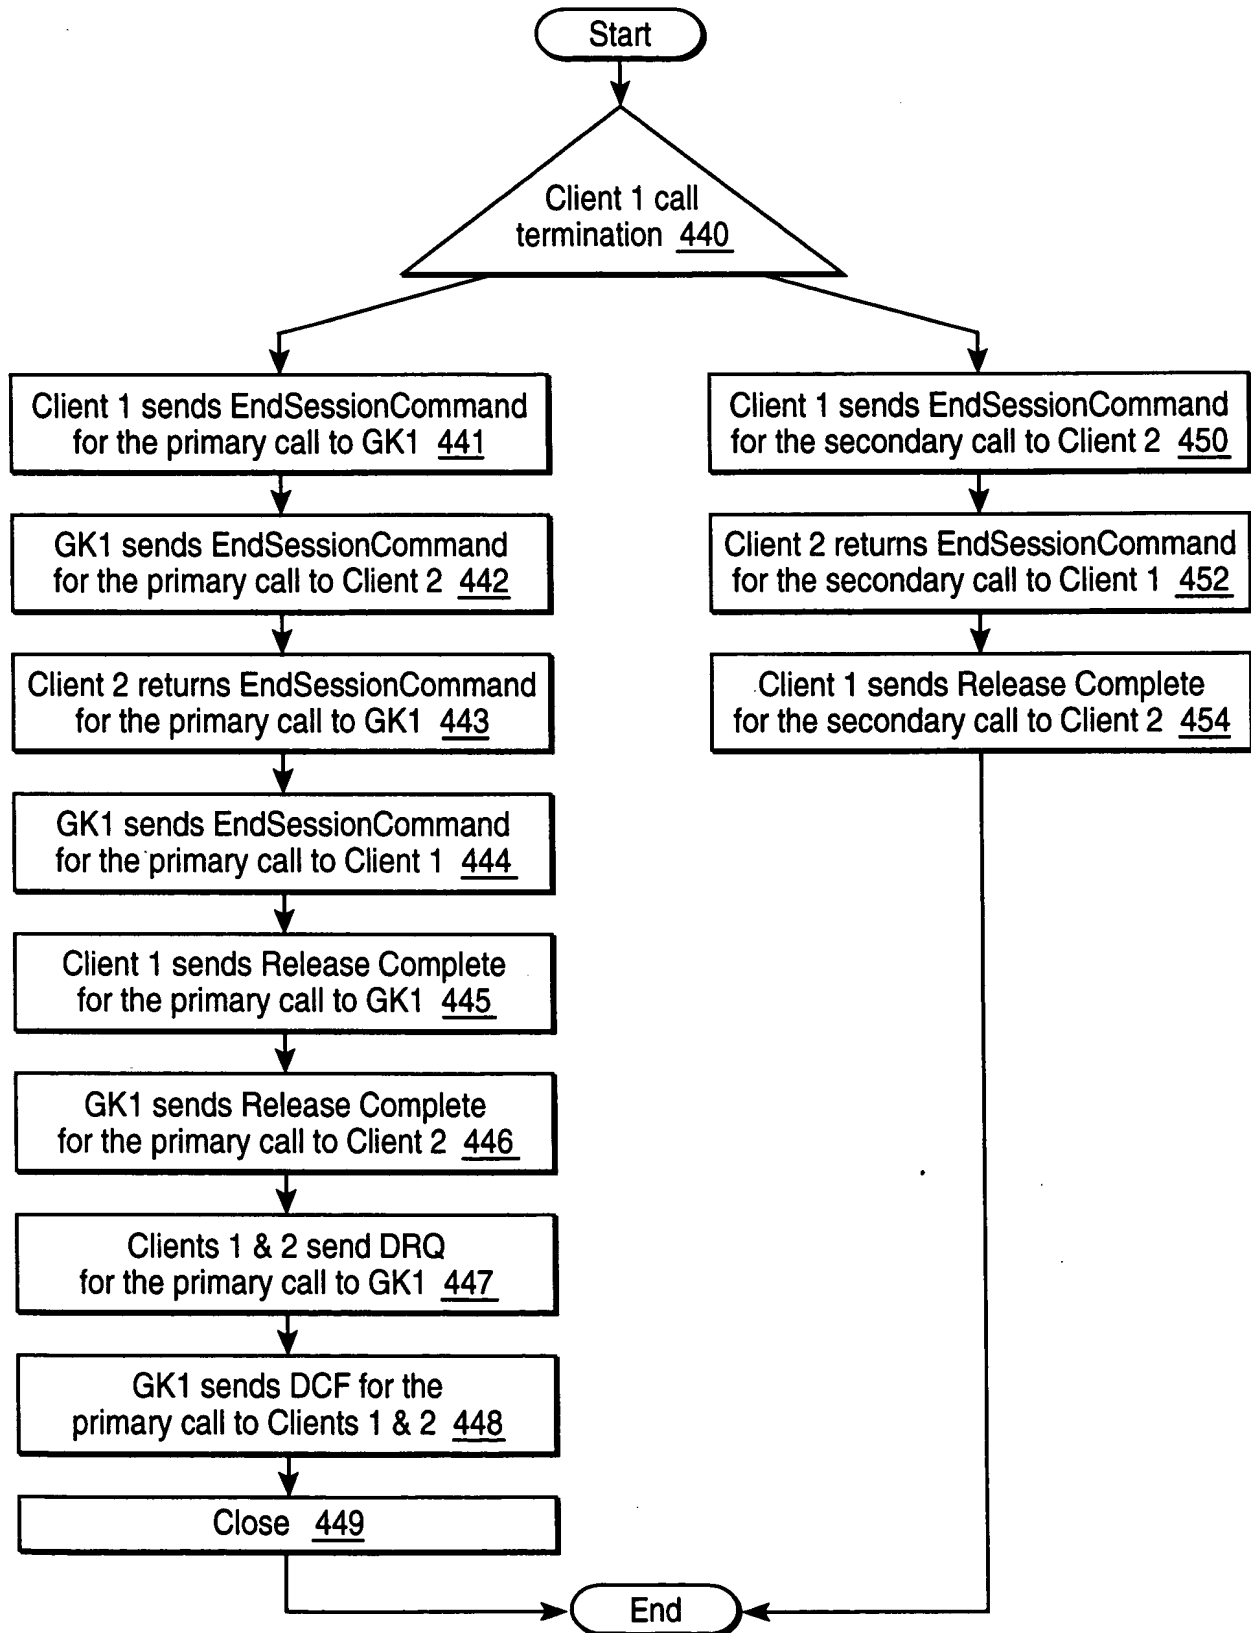 Start
Client 1 call
termination 440
Client 1 sends EndSessionCommand
for the primary call to GK1 441
GK1 sends EndSessionCommand
for the primary call to Client 2 442
Client 2 returns EndSessionCommand
for the primary call to GK1 443
GK1 sends EndSessionCommand
for the primary call to Client 1 444
Client 1 sends Release Complete
for the primary call to GK1 445
GK1 sends Release Complete
for the primary call to Client 2 446
Clients 1 & 2 send DRQ
for the primary call to GK1 447
GK1 sends DCF for the
primary call to Clients 1 & 2 448
Close 449
Client 1 sends EndSessionCommand
for the secondary call to Client 2 450
Client 2 returns EndSessionCommand
for the secondary call to Client 1 452
Client 1 sends Release Complete
for the secondary call to Client 2 454
End